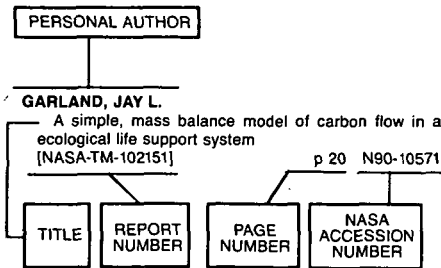 PERSONAL AUTHOR
GARLAND, JAY L.
A simple, mass balance model of carbon flow in a
ecological life support system
[NASA-TM-102151] p 20 N90-10571
TITLE
REPORT
NUMBER
PAGE
NUMBER
NASA
ACCESSION
NUMBER